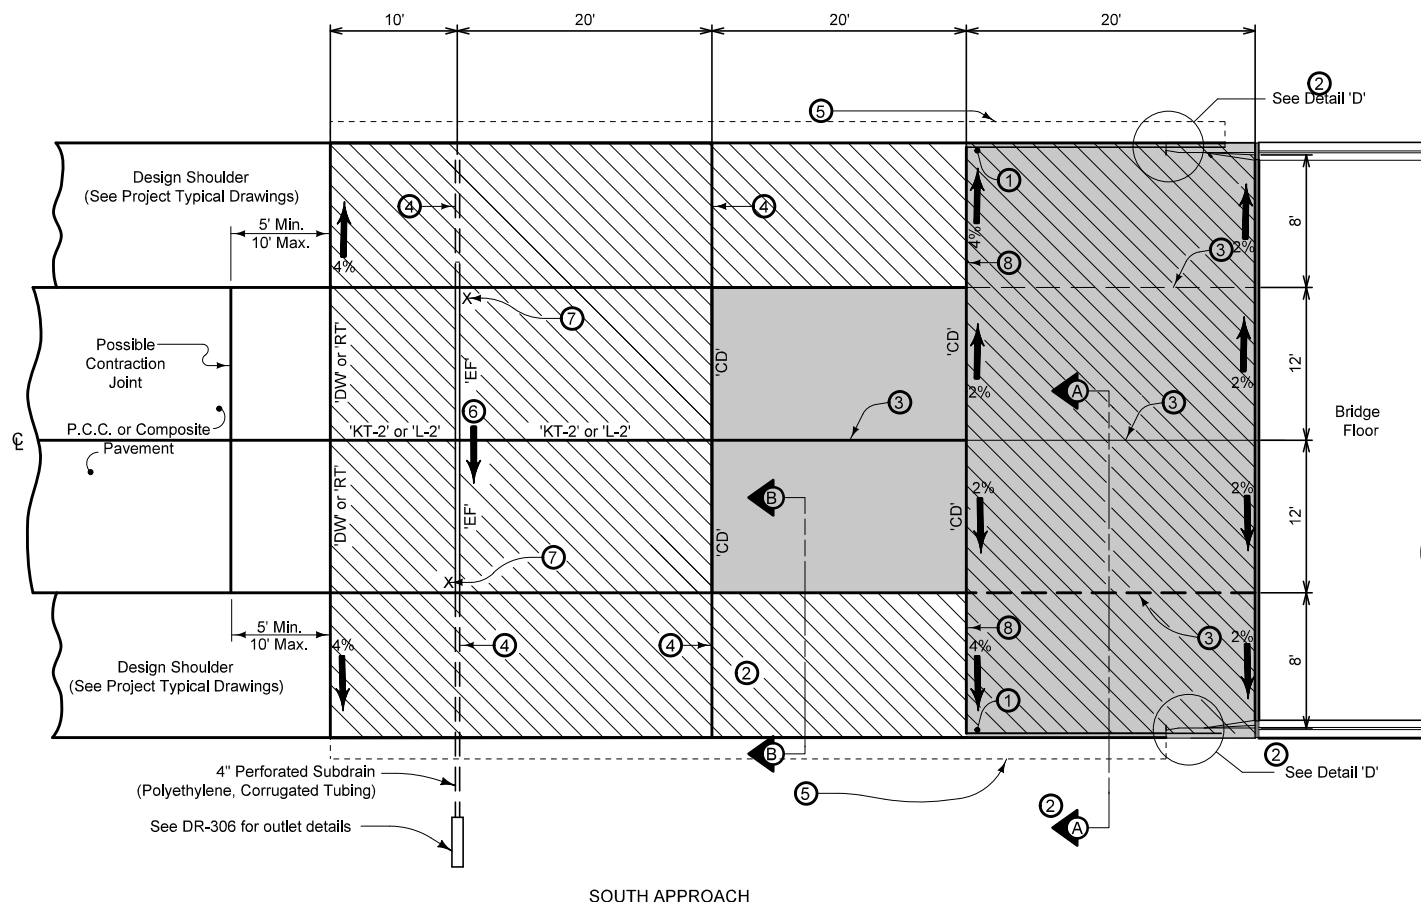 10'
20'
20'
20'
2
See Detail 'D'
5
Design Shoulder
(See Project Typical Drawings)
1
4
4
8'
5' Min.
10' Max.
4%
4%
2%
3
8
X
7
Possible
Contraction
Joint
'DW' or 'RT'
'EF'
'CD'
'CD'
12'
2%
2%
A
6
3
3
P.C.C. or Composite
Pavement
'KT-2' or 'L-2'
'KT-2' or 'L-2'
Bridge
Floor
'DW' or 'RT'
'EF'
'CD'
'CD'
B
2%
2%
12'
X
7
5' Min.
10' Max.
4%
4
4
8
4%
3
2%
8'
Design Shoulder
(See Project Typical Drawings)
2
1
B
2
See Detail 'D'
4" Perforated Subdrain
(Polyethylene, Corrugated Tubing)
5
2
See DR-306 for outlet details
A
SOUTH APPROACH